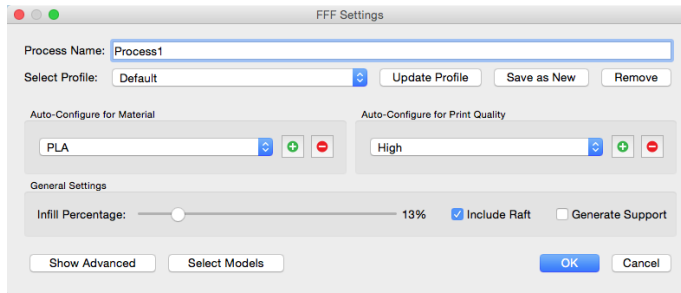 FFF Settings
Process Name: Process1
Select Profile: Default Update Profile Save as New Remove
Auto-Configure for Material Auto-Configure for Print Quality
PLA High
General Settings
Infill Percentage: 13% Include Raft Generate Support
Show Advanced Select Models OK Cancel